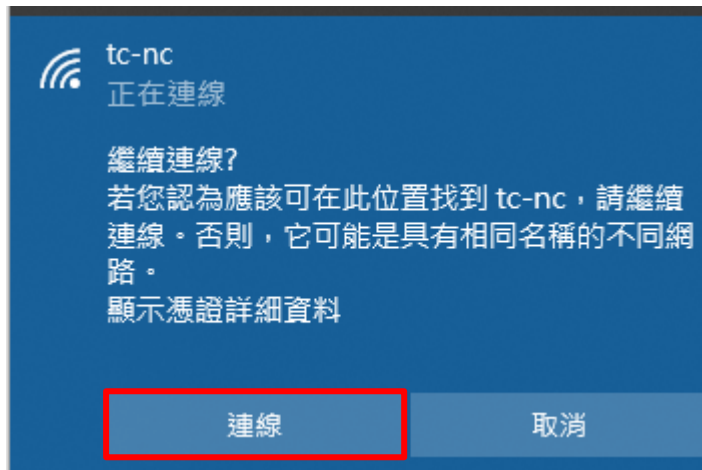 tc-nc
正在連線
繼續連線?
若您認為應該可在此位置找到 tc-nc，請繼續
連線。否則，它可能是具有相同名稱的不同網
路。
顯示憑證詳細資料
連線
取消